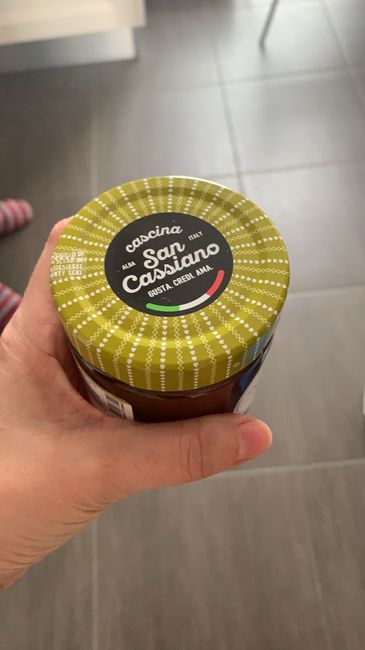 cascina
ALBA
ITALY
San
Cassiano
GUSTA. CREDI. AMA.